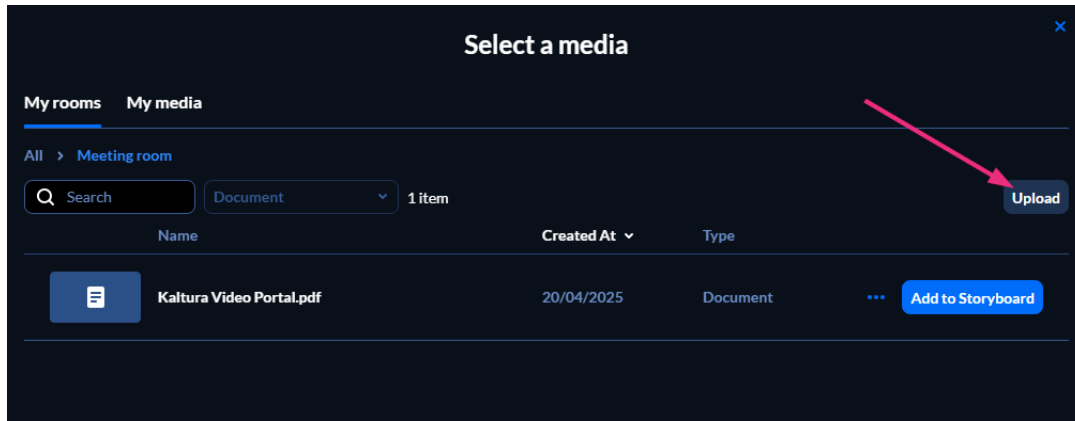 Select a media
My rooms My media
All > Meeting room
Search Document 1 item Upload
Name Created At Type
Kaltura Video Portal.pdf 20/04/2025 Document ••• Add to Storyboard